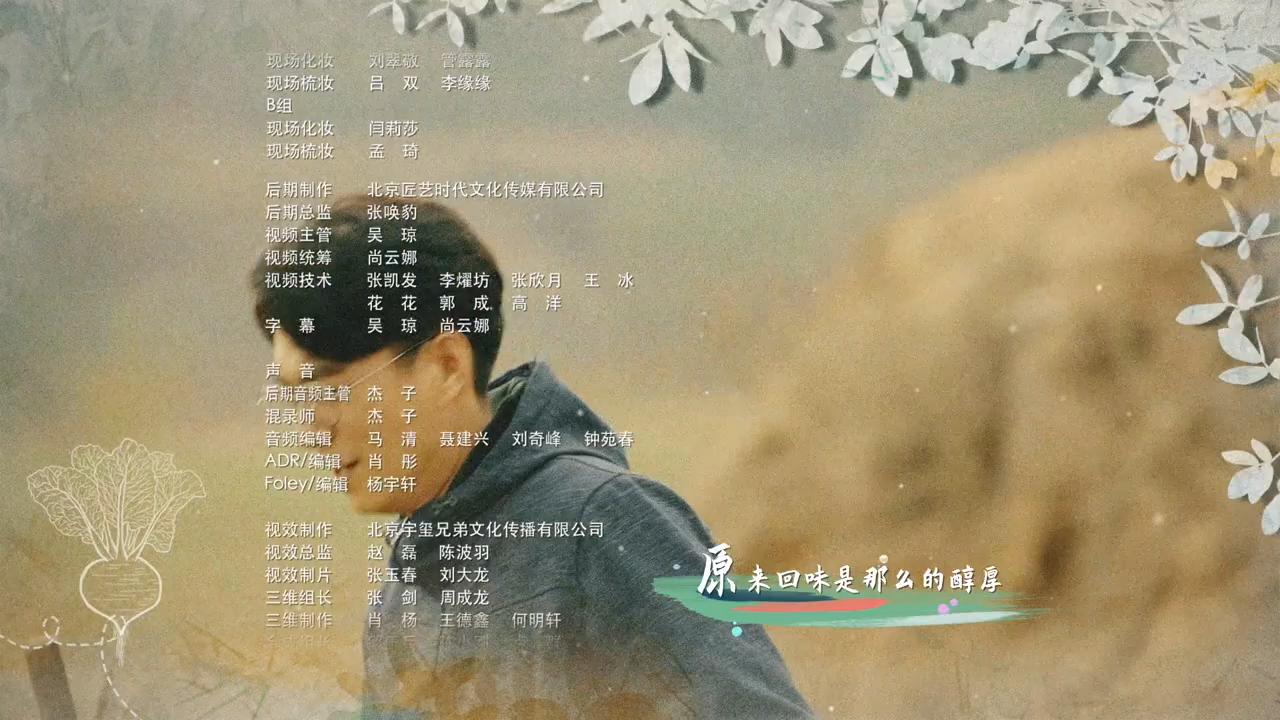 现场化妆 刘翠敬 管露露
现场梳妆 吕 双 李缘缘
B组
现场化妆 闫莉莎
现场梳妆 孟 琦
后期制作 北京匠艺时代文化传媒有限公司
后期总监 张唤豹
视频主管 吴 琼
视频统筹 尚云娜
视频技术 张凯发 李燿坊 张欣月 王 冰
花 花 郭 成 高 洋
字 幕 吴 琼 尚云娜
声 音
后期音频主管 杰 子
混录师 杰 子
音频编辑 马 清 聂建兴 刘奇峰 钟苑春
ADR/编辑 肖 彤
Foley/编辑 杨宇轩
视效制作 北京宇玺兄弟文化传播有限公司
视效总监 赵 磊 陈波羽
视效制片 张玉春 刘大龙
三维组长 张 剑 周成龙
三维制作 肖 杨 王德鑫 何明轩
原来回味是那么的醇厚